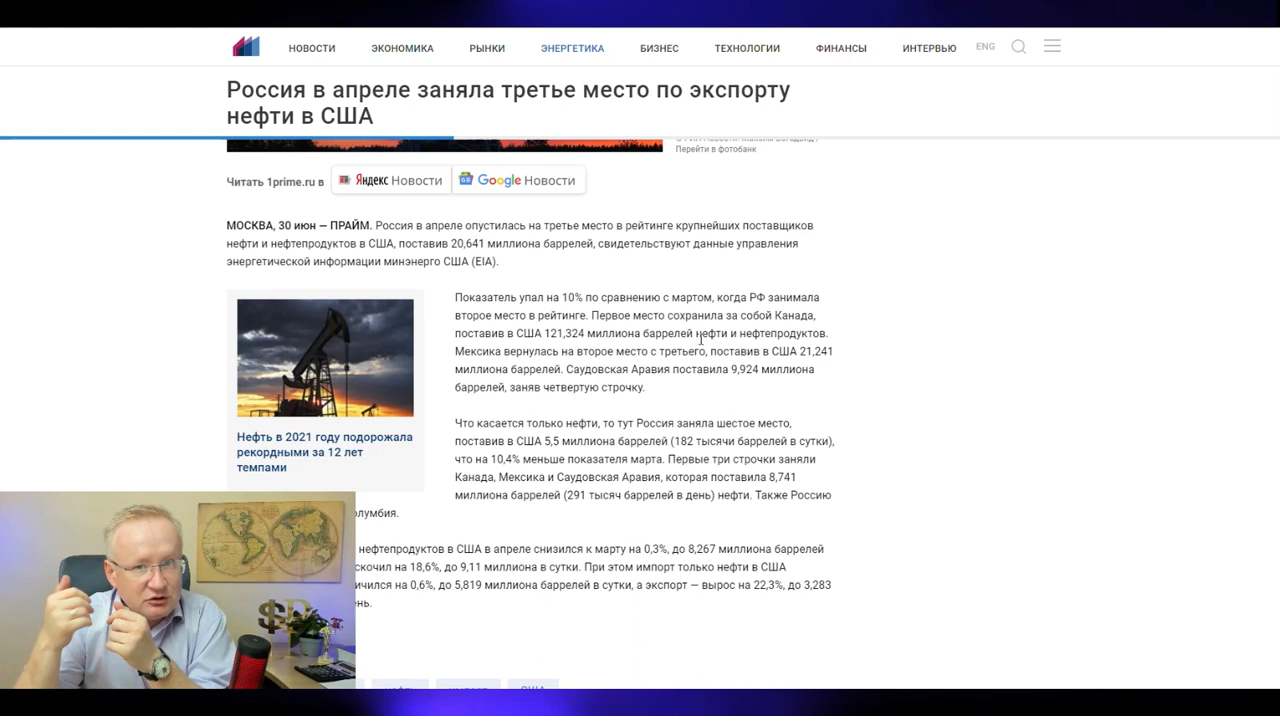 НОВОСТИ ЭКОНОМИКА РЫНКИ ЭНЕРГЕТИКА БИЗНЕС ТЕХНОЛОГИИ ФИНАНСЫ ИНТЕРВЬЮ ENG
Россия в апреле заняла третье место по экспорту
нефти в США
Перейти в фотобанк
Читать 1prime.ru в
Яндекс Новости
Google Новости
МОСКВА, 30 июн — ПРАЙМ. Россия в апреле опустилась на третье место в рейтинге крупнейших поставщиков
нефти и нефтепродуктов в США, поставив 20,641 миллиона баррелей, свидетельствуют данные управления
энергетической информации минэнерго США (EIA).
Нефть в 2021 году подорожала
рекордными за 12 лет
темпами
Показатель упал на 10% по сравнению с мартом, когда РФ занимала
второе место в рейтинге. Первое место сохранила за собой Канада,
поставив в США 121,324 миллиона баррелей нефти и нефтепродуктов.
Мексика вернулась на второе место с третьего, поставив в США 21,241
миллиона баррелей. Саудовская Аравия поставила 9,924 миллиона
баррелей, заняв четвертую строчку.
Что касается только нефти, то тут Россия заняла шестое место,
поставив в США 5,5 миллиона баррелей (182 тысячи баррелей в сутки),
что на 10,4% меньше показателя марта. Первые три строчки заняли
Канада, Мексика и Саудовская Аравия, которая поставила 8,741
миллиона баррелей (291 тысяч баррелей в день) нефти. Также Россию
олумбия.
нефтепродуктов в США в апреле снизился к марту на 0,3%, до 8,267 миллиона баррелей
скочил на 18,6%, до 9,11 миллиона в сутки. При этом импорт только нефти в США
ичился на 0,6%, до 5,819 миллиона баррелей в сутки, а экспорт — вырос на 22,3%, до 3,283
ень.